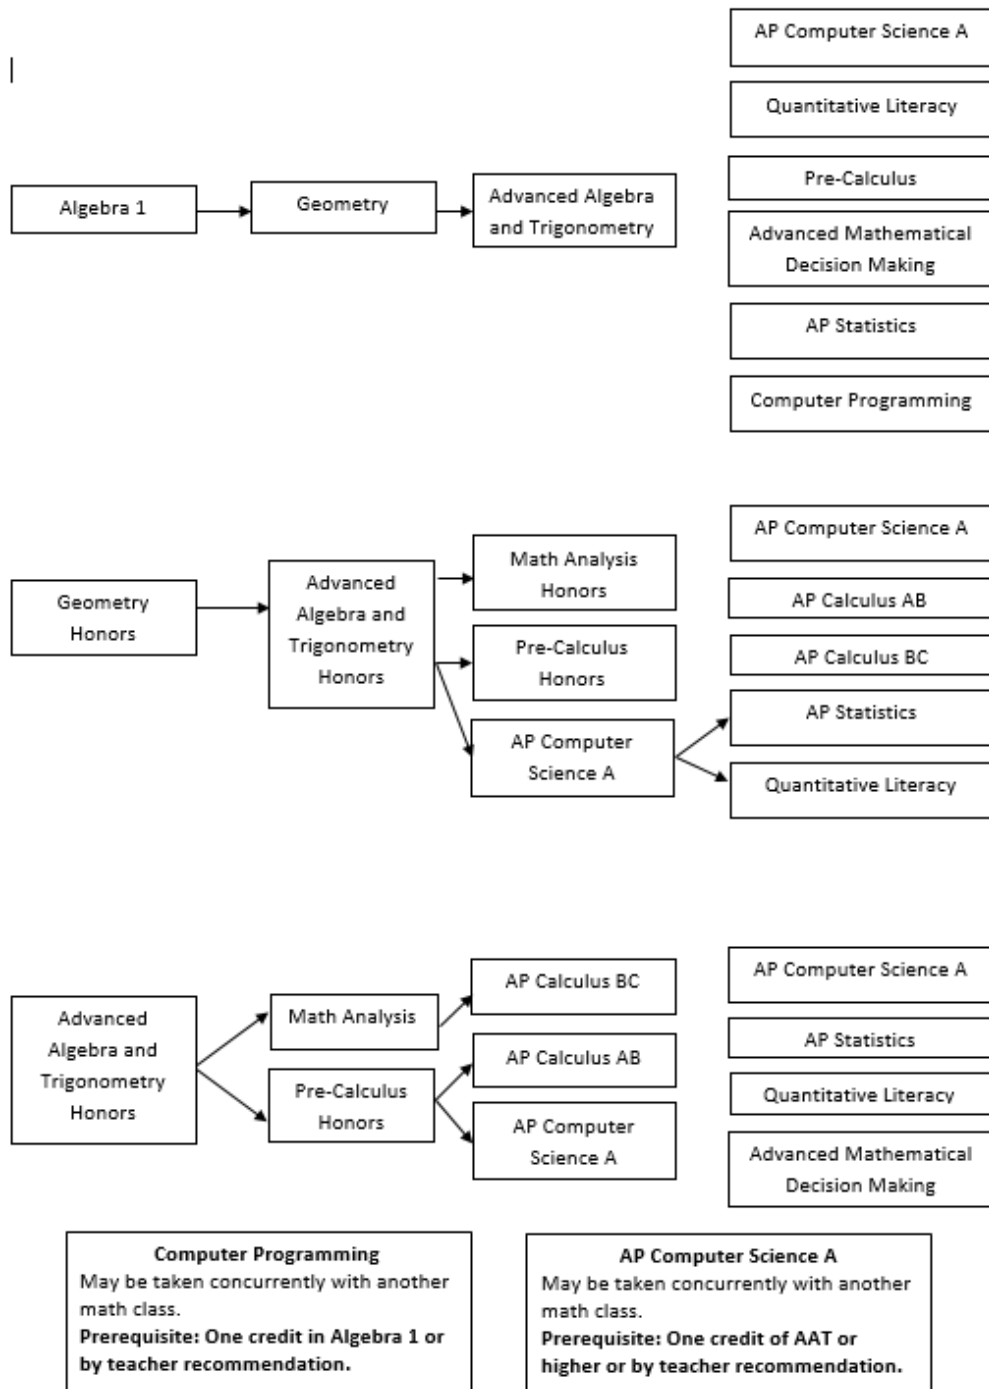 AP Computer Science A
Quantitative Literacy
Pre-Calculus
Algebra 1
Geometry
Advanced Algebra
and Trigonometry
Advanced Mathematical
Decision Making
AP Statistics
Computer Programming
Geometry
Honors
Advanced
Algebra and
Trigonometry
Honors
Math Analysis
Honors
Pre-Calculus
Honors
AP Computer
Science A
AP Computer Science A
AP Calculus AB
AP Calculus BC
AP Statistics
Quantitative Literacy
Advanced
Algebra and
Trigonometry
Honors
Math Analysis
Pre-Calculus
Honors
AP Calculus BC
AP Calculus AB
AP Computer
Science A
AP Computer Science A
AP Statistics
Quantitative Literacy
Advanced Mathematical
Decision Making
Computer Programming
May be taken concurrently with another
math class.
Prerequisite: One credit in Algebra 1 or
by teacher recommendation.
AP Computer Science A
May be taken concurrently with another
math class.
Prerequisite: One credit of AAT or
higher or by teacher recommendation.